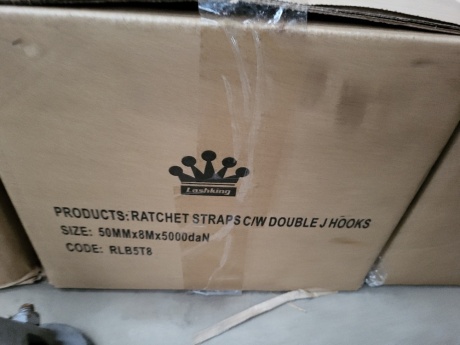 Lashking
PRODUCTS: RATCHET STRAPS C/W DOUBLE J HOOKS
SIZE: 50MMx8Mx5000daN
CODE: RLB5T8